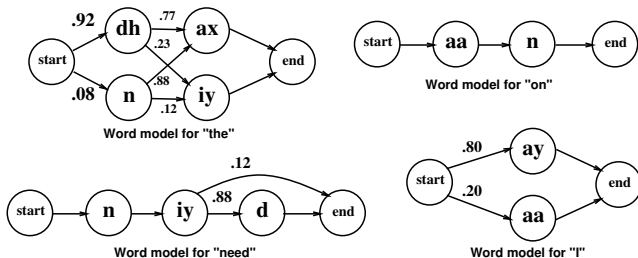 .92
dh
.77
ax
start
.23
end
.08
n
.88
iy
.12
Word model for "the"
start
aa
n
end
Word model for "on"
.12
start
n
iy
.88
d
end
Word model for "need"
.80
ay
start
end
.20
aa
Word model for "I"